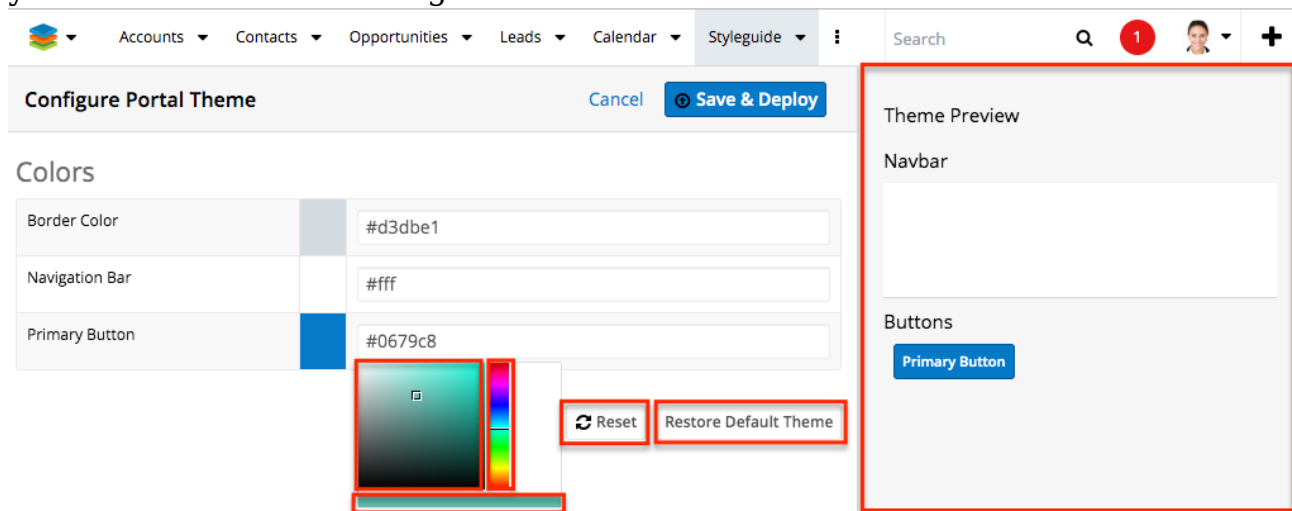 Accounts Contacts Opportunities Leads Calendar Styleguide Search 1
Configure Portal Theme Cancel Save & Deploy
Theme Preview
Navbar
Colors
Border Color #d3dbe1
Navigation Bar #fff
Primary Button #0679c8
Buttons
Primary Button
Reset Restore Default Theme